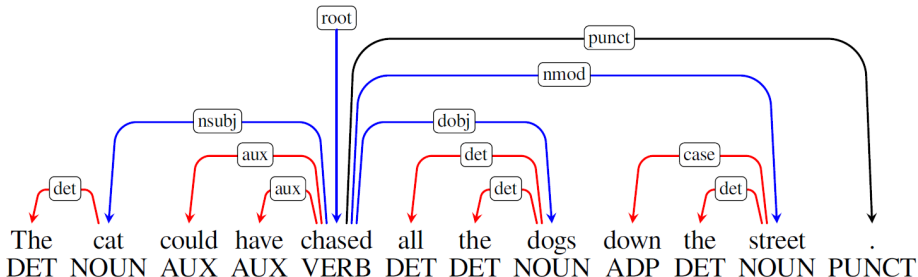 root
punct
nmod
nsubj dobj
aux det case
det aux det det
The cat could have chased all the dogs down the street .
DET NOUN AUX AUX VERB DET DET NOUN ADP DET NOUN PUNCT